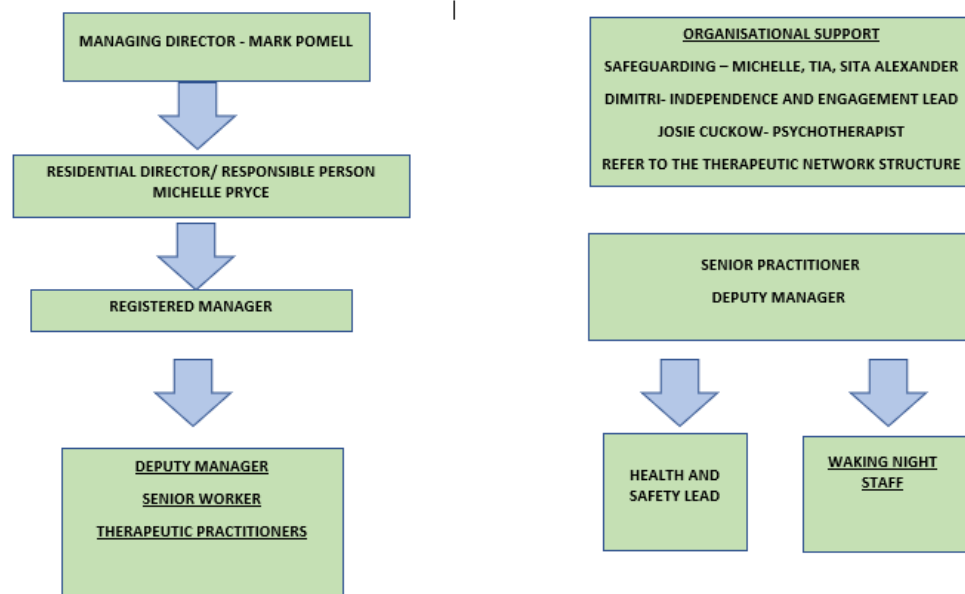 MANAGING DIRECTOR - MARK POMELL
RESIDENTIAL DIRECTOR/ RESPONSIBLE PERSON
MICHELLE PRYCE
REGISTERED MANAGER
DEPUTY MANAGER
SENIOR WORKER
THERAPEUTIC PRACTITIONERS
ORGANISATIONAL SUPPORT
SAFEGUARDING – MICHELLE, TIA, SITA ALEXANDER
DIMITRI- INDEPENDENCE AND ENGAGEMENT LEAD
JOSIE CUCKOW- PSYCHOTHERAPIST
REFER TO THE THERAPEUTIC NETWORK STRUCTURE
SENIOR PRACTITIONER
DEPUTY MANAGER
HEALTH AND
SAFETY LEAD
WAKING NIGHT
STAFF